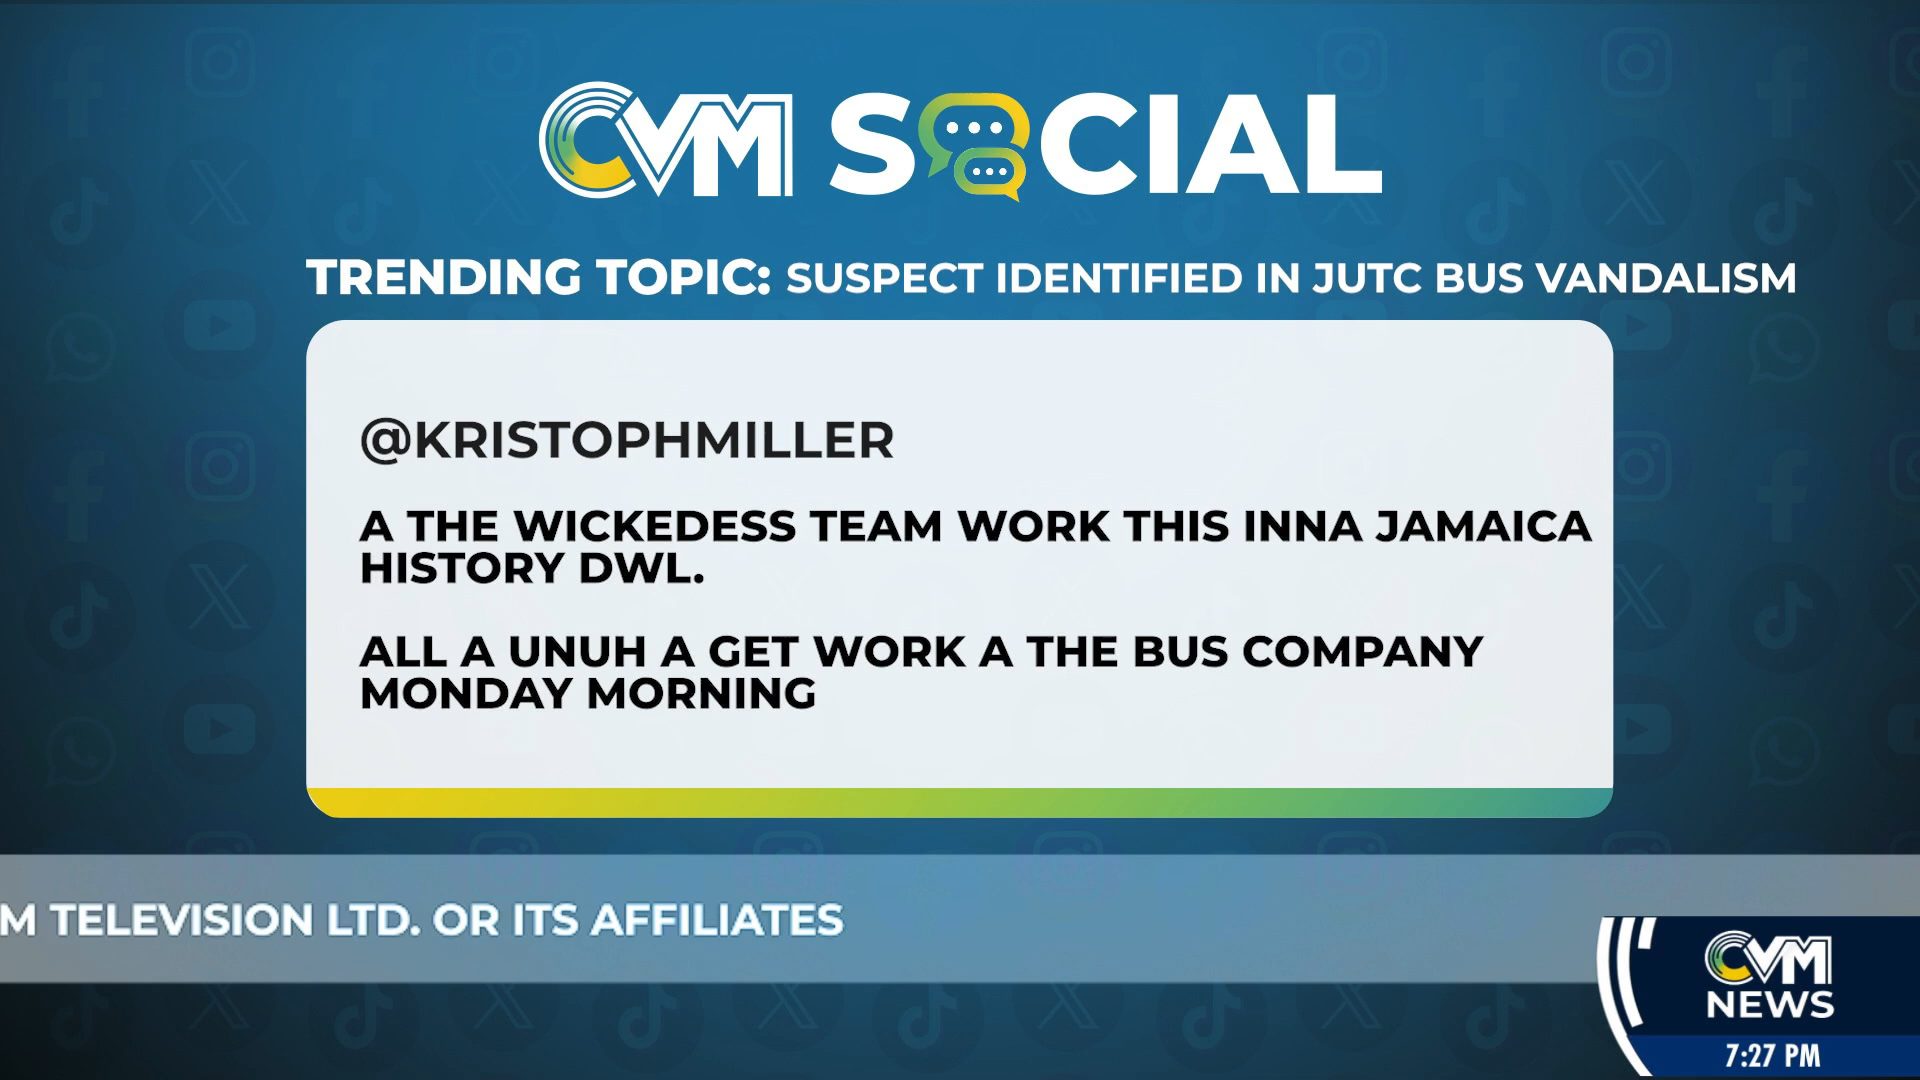 CVM SOCIAL
TRENDING TOPIC: SUSPECT IDENTIFIED IN JUTC BUS VANDALISM
@KRISTOPHMILLER
A THE WICKEDESS TEAM WORK THIS INNA JAMAICA
HISTORY DWL.
ALL A UNUH A GET WORK A THE BUS COMPANY
MONDAY MORNING
M TELEVISION LTD. OR ITS AFFILIATES
CVM
NEWS
7:27 PM